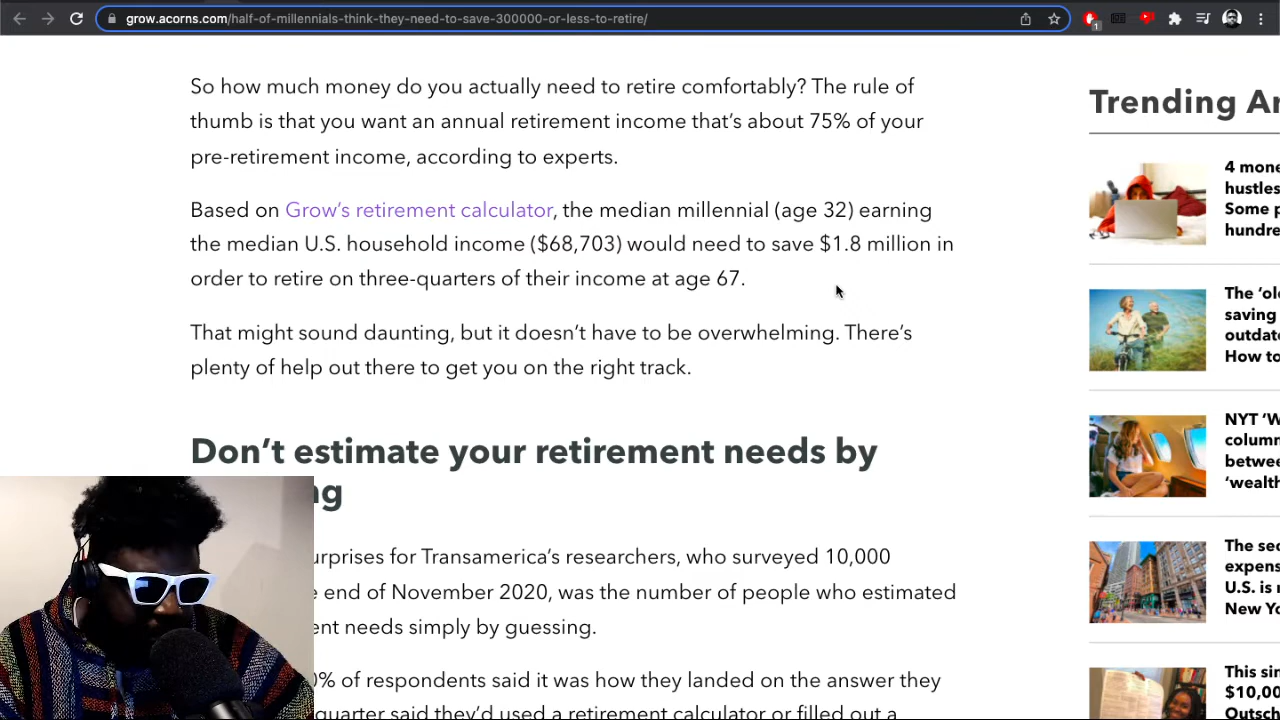 grow.acorns.com/half-of-millennials-think-they-need-to-save-300000-or-less-to-retire/
1
So how much money do you actually need to retire comfortably? The rule of
thumb is that you want an annual retirement income that's about 75% of your
pre-retirement income, according to experts.
Based on Grow's retirement calculator, the median millennial (age 32) earning
the median U.S. household income ($68,703) would need to save $1.8 million in
order to retire on three-quarters of their income at age 67.
That might sound daunting, but it doesn't have to be overwhelming. There's
plenty of help out there to get you on the right track.
Don't estimate your retirement needs by
ng
urprises for Transamerica's researchers, who surveyed 10,000
e end of November 2020, was the number of people who estimated
ent needs simply by guessing.
0% of respondents said it was how they landed on the answer they
quarter said they'd used a retirement calculator or filled out a
Trending Ar
4 mone
hustles
Some p
hundre
The 'ol
saving
outdate
How to
NYT 'W
column
betwee
'wealth
The sec
expens
U.S. is
New Yo
This sin
$10,00
Outsch